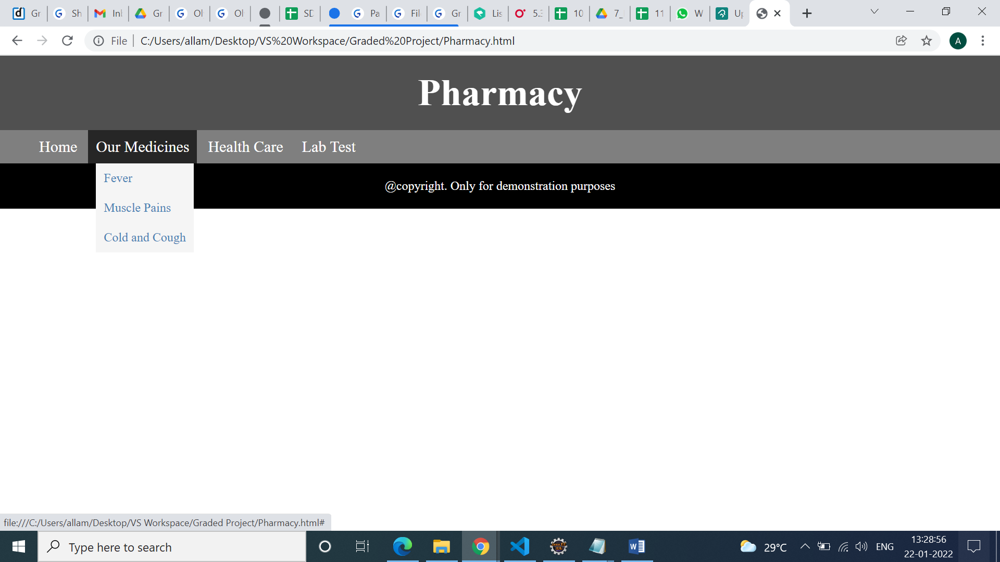 Gr Sh Gr Ol Ol SD Pa Fil Gr Lis 5.3 10 7_ 11 W Up
File C:/Users/allam/Desktop/VS%20Workspace/Graded%20Project/Pharmacy.html A
Pharmacy
Home Our Medicines Health Care Lab Test
Fever
@copyright. Only for demonstration purposes
Muscle Pains
Cold and Cough
file:///C:/Users/allam/Desktop/VS Workspace/Graded Project/Pharmacy.html#
Type here to search
29°C ENG
13:28:56
22-01-2022